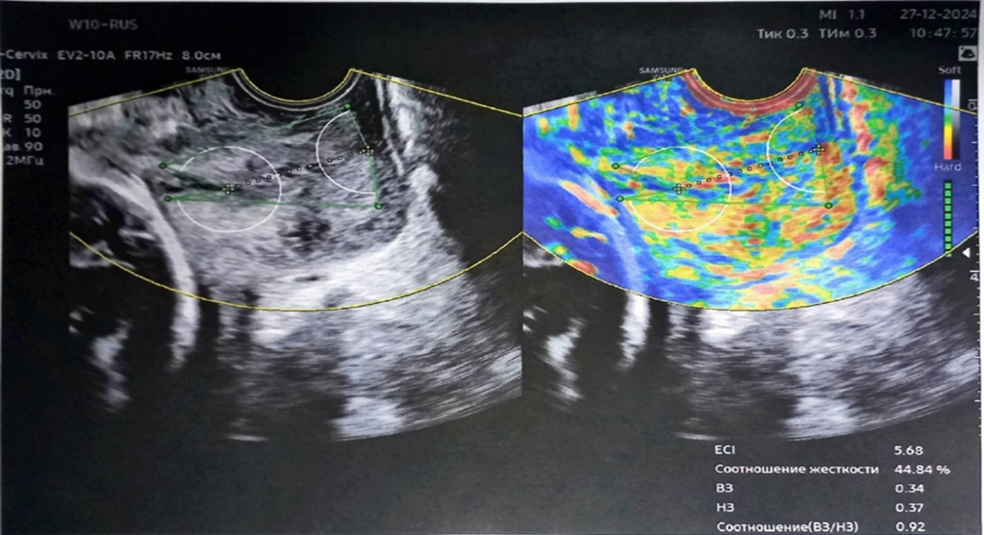 W10-RUS
MI 1.1 27-12-2024
Тик 0.3 ТИм 0.3 10:47:57
-Cervix EV2-10A FR17Hz 8.0см
2D]
rq Прн.
50
R 50
K 10
ав. 90
2МГц
SAMSUNG
SAMSUNG
Soft
Hard
0
4
ECI 5.68
Соотношение жесткости 44.84 %
ВЗ 0.34
НЗ 0.37
Соотношение(ВЗ/НЗ) 0.92